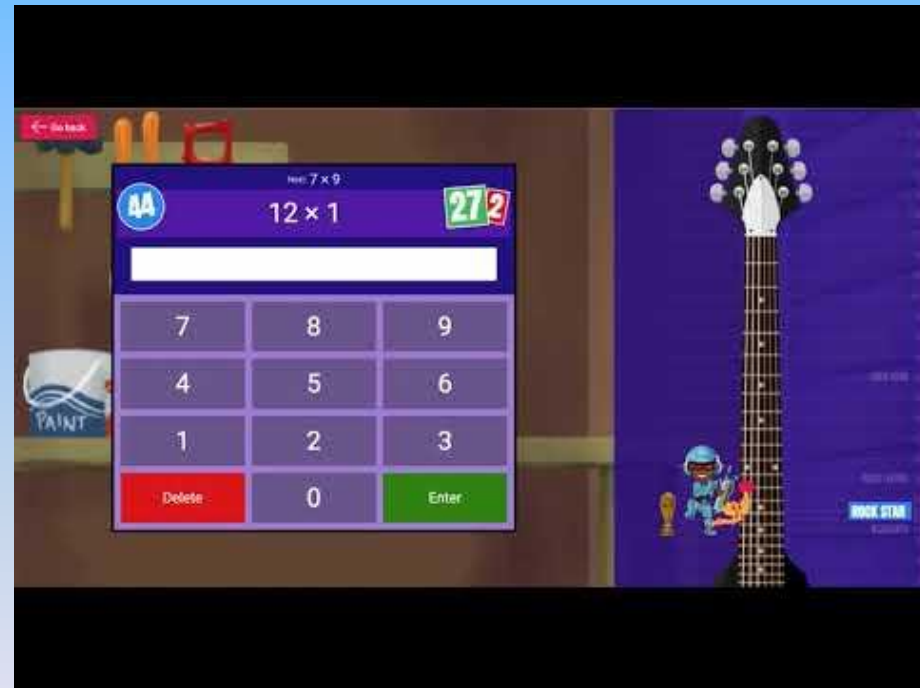 ← Go back
Next: 7 × 9
44
12 × 1
27 2
7 8 9
4 5 6
1 2 3
Delete 0 Enter
PAINT
ROCK STAR